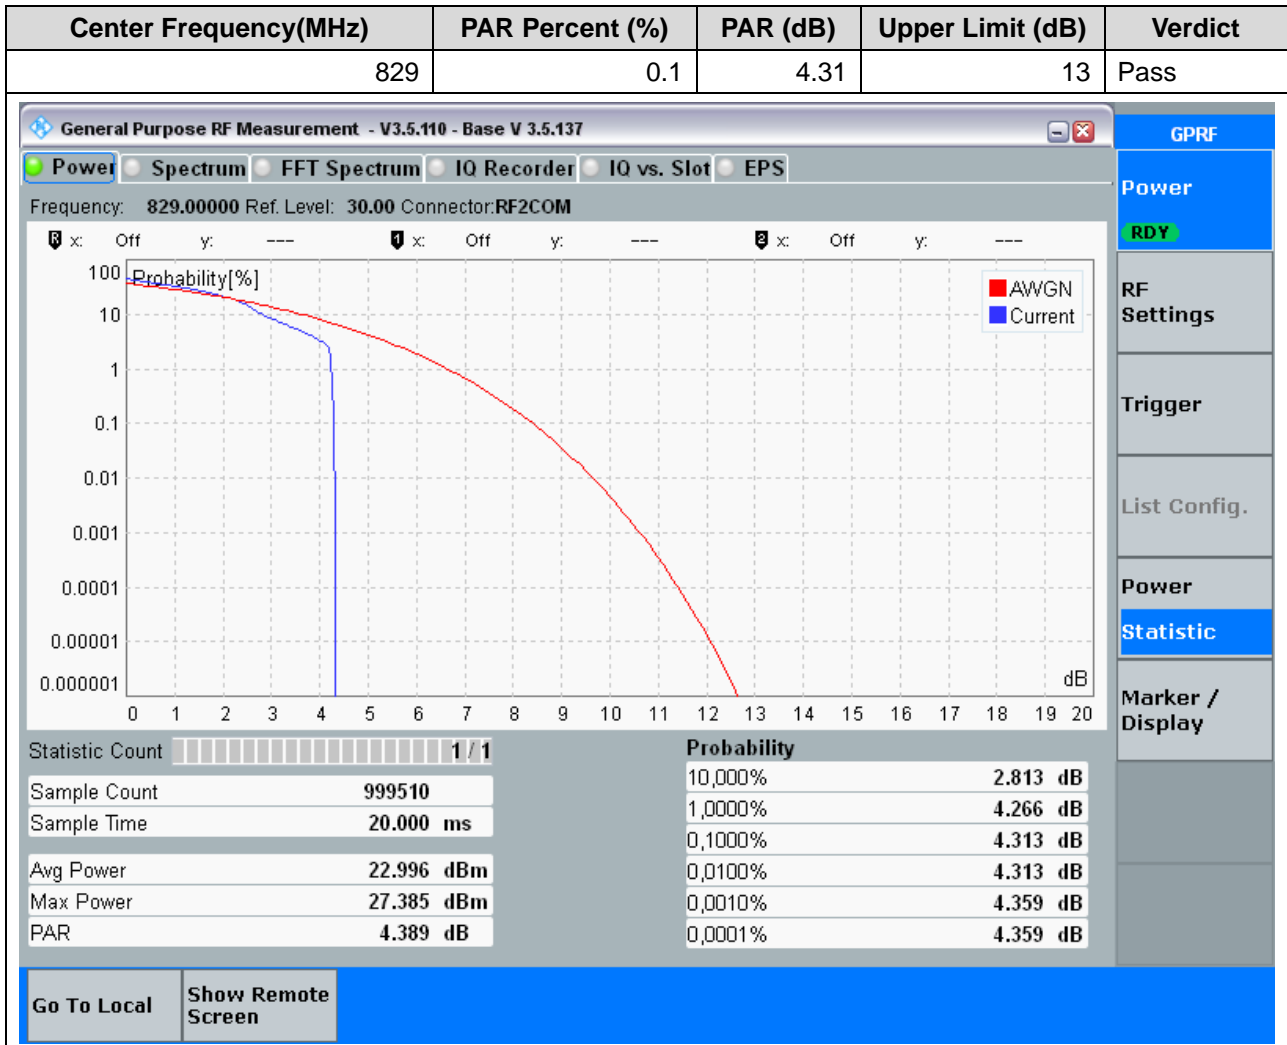 Center Frequency(MHz) PAR Percent (%) PAR (dB) Upper Limit (dB) Verdict
829 0.1 4.31 13 Pass
General Purpose RF Measurement - V3.5.110 - Base V 3.5.137
GPRF
Power Spectrum FFT Spectrum IQ Recorder IQ vs. Slot EPS
Frequency: 829.00000 Ref. Level: 30.00 Connector:RF2COM
R x: Off y: --- 1 x: Off y: --- 2 x: Off y: ---
Probability[%]
AWGN
Current
100
10
1
0.1
0.01
0.001
0.0001
0.00001
0.000001
dB
0 1 2 3 4 5 6 7 8 9 10 11 12 13 14 15 16 17 18 19 20
Statistic Count 1 / 1
Sample Count 999510
Sample Time 20.000 ms
Avg Power 22.996 dBm
Max Power 27.385 dBm
PAR 4.389 dB
Probability
10,000% 2.813 dB
1,0000% 4.266 dB
0,1000% 4.313 dB
0,0100% 4.313 dB
0,0010% 4.359 dB
0,0001% 4.359 dB
Power
RDY
RF
Settings
Trigger
List Config.
Power
Statistic
Marker /
Display
Go To Local
Show Remote
Screen